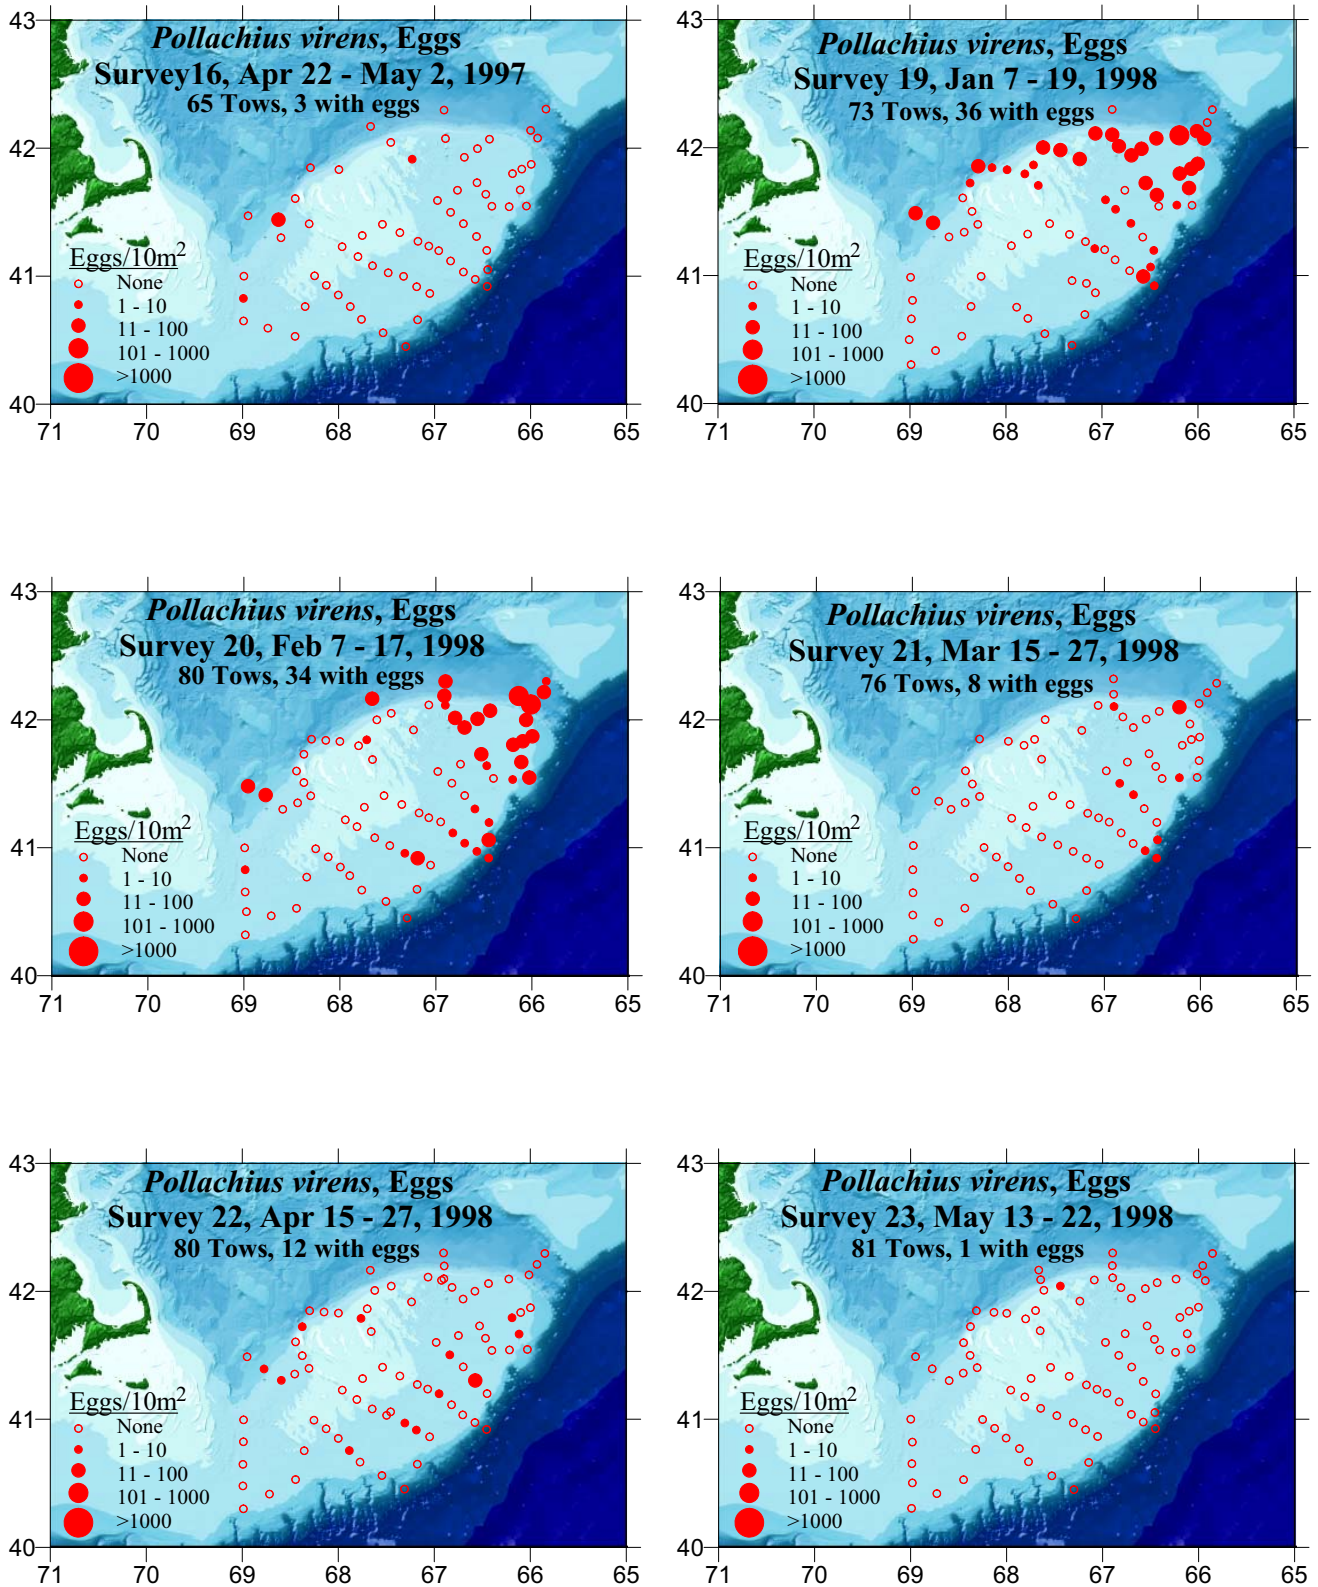 43
42
41
40
Pollachius virens, Eggs
Survey16, Apr 22 - May 2, 1997
65 Tows, 3 with eggs
Eggs/10m2
None
1 - 10
11 - 100
101 - 1000
>1000
71 70 69 68 67 66 65
43
42
41
40
Pollachius virens, Eggs
Survey 19, Jan 7 - 19, 1998
73 Tows, 36 with eggs
Eggs/10m2
None
1 - 10
11 - 100
101 - 1000
>1000
71 70 69 68 67 66 65
43
42
41
40
Pollachius virens, Eggs
Survey 20, Feb 7 - 17, 1998
80 Tows, 34 with eggs
Eggs/10m2
None
1 - 10
11 - 100
101 - 1000
>1000
71 70 69 68 67 66 65
43
42
41
40
Pollachius virens, Eggs
Survey 21, Mar 15 - 27, 1998
76 Tows, 8 with eggs
Eggs/10m2
None
1 - 10
11 - 100
101 - 1000
>1000
71 70 69 68 67 66 65
43
42
41
40
Pollachius virens, Eggs
Survey 22, Apr 15 - 27, 1998
80 Tows, 12 with eggs
Eggs/10m2
None
1 - 10
11 - 100
101 - 1000
>1000
71 70 69 68 67 66 65
43
42
41
40
Pollachius virens, Eggs
Survey 23, May 13 - 22, 1998
81 Tows, 1 with eggs
Eggs/10m2
None
1 - 10
11 - 100
101 - 1000
>1000
71 70 69 68 67 66 65